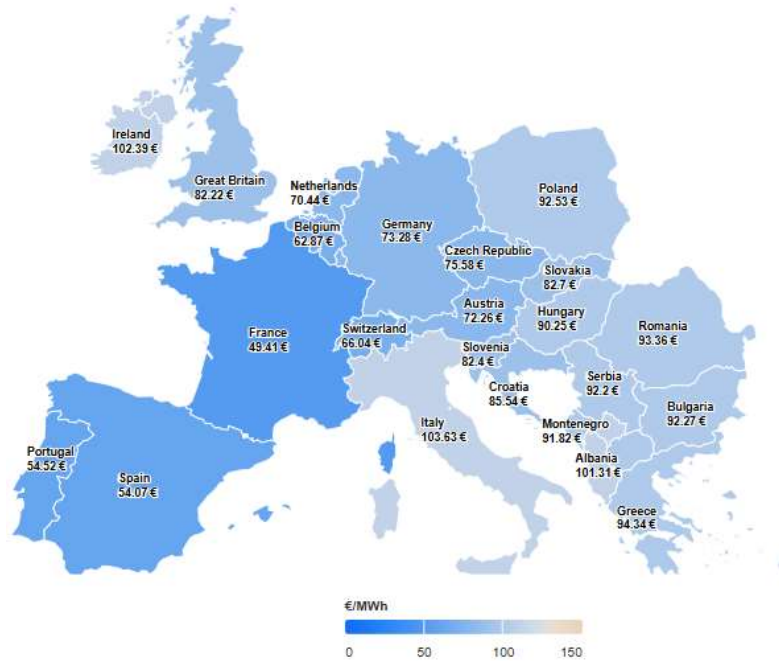 Ireland
102.39 €
Great Britain
82.22 €
Netherlands
70.44 €
Belgium
62.87 €
Germany
73.28 €
Poland
92.53 €
Czech Republic
75.58 €
Slovakia
82.7 €
Austria
72.26 €
Hungary
90.25 €
Romania
93.36 €
France
49.41 €
Switzerland
66.04 €
Slovenia
82.4 €
Croatia
85.54 €
Serbia
92.2 €
Bulgaria
92.27 €
Italy
103.63 €
Montenegro
91.82 €
Albania
101.31 €
Greece
94.34 €
Portugal
54.52 €
Spain
54.07 €
€/MWh
0 50 100 150